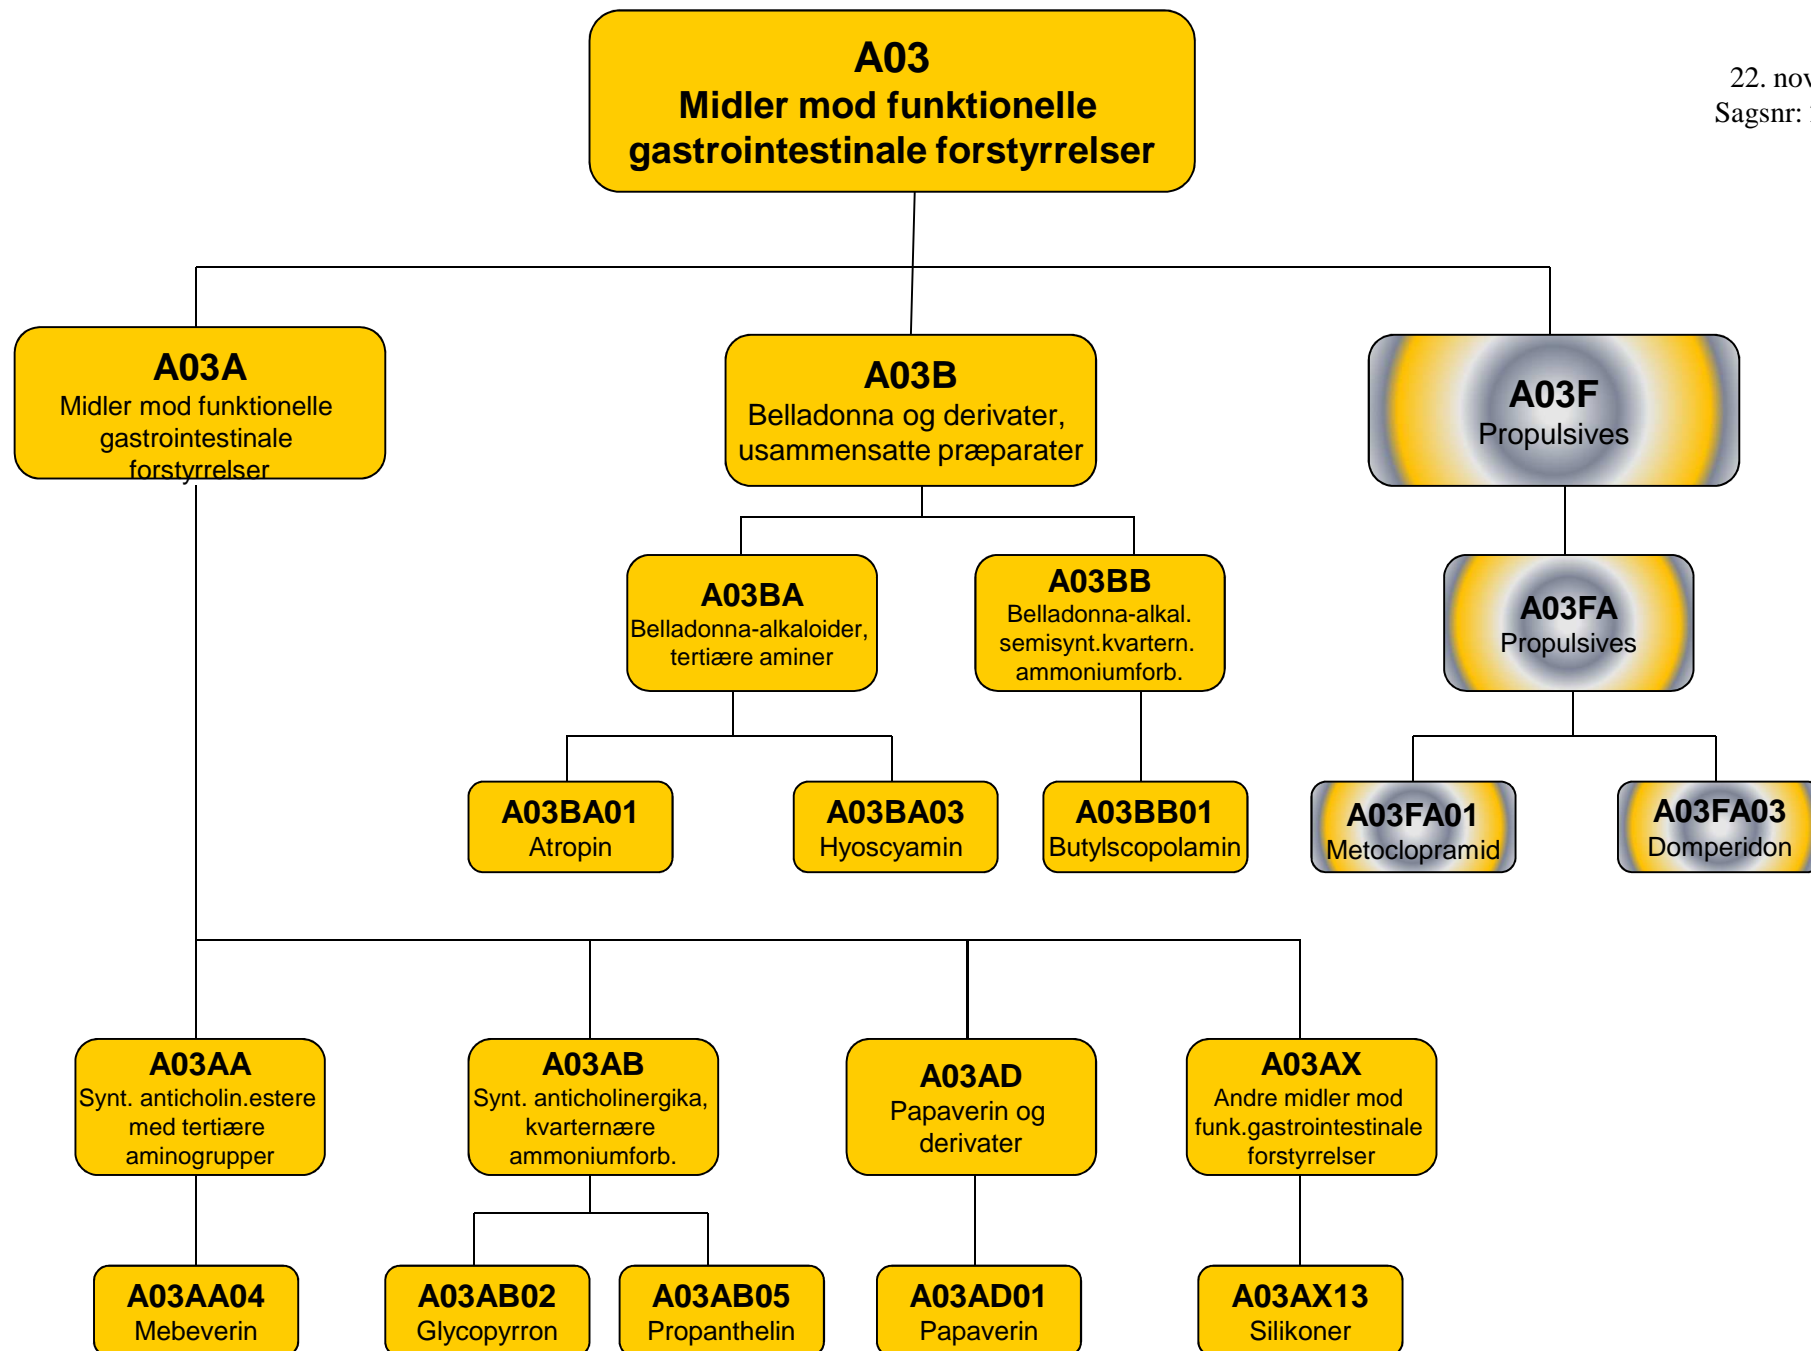 A03
Midler mod funktionelle
gastrointestinale forstyrrelser
22. nov
Sagsnr:
A03A
Midler mod funktionelle
gastrointestinale
forstyrrelser
A03B
Belladonna og derivater,
usammensatte præparater
A03F
Propulsives
A03BA
Belladonna-alkaloider,
tertiære aminer
A03BB
Belladonna-alkal.
semisynt.kvartern.
ammoniumforb.
A03FA
Propulsives
A03BA01
Atropin
A03BA03
Hyoscyamin
A03BB01
Butylscopolamin
A03FA01
Metoclopramid
A03FA03
Domperidon
A03AA
Synt. anticholin.estere
med tertiære
aminogrupper
A03AB
Synt. anticholinergika,
kvarternære
ammoniumforb.
A03AD
Papaverin og
derivater
A03AX
Andre midler mod
funk.gastrointestinale
forstyrrelser
A03AA04
Mebeverin
A03AB02
Glycopyrron
A03AB05
Propanthelin
A03AD01
Papaverin
A03AX13
Silikoner